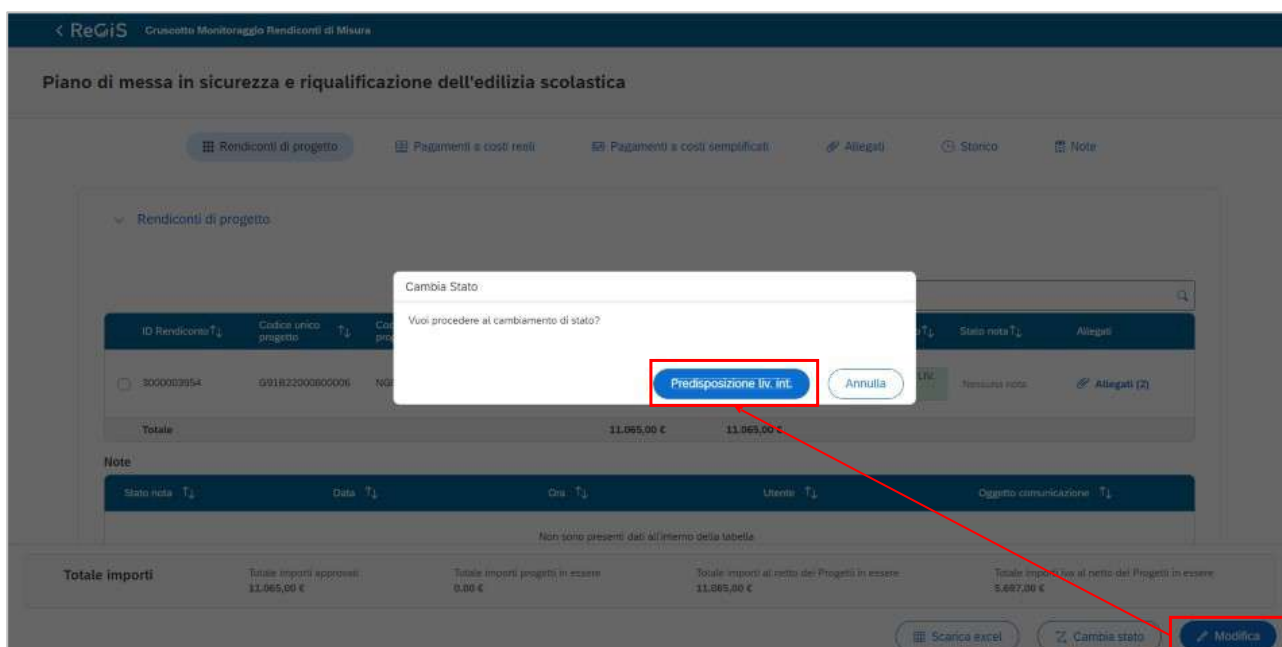 < ReGiS Cruscotto Monitoraggio Rendiconti di Misura
Piano di messa in sicurezza e riqualificazione dell'edilizia scolastica
Rendiconti di progetto Pagamenti a costi reali Pagamenti a costi semplificati Allegati Storico Note
Rendiconti di progetto
Cambia Stato
Vuoi procedere al cambiamento di stato?
Predisposizione liv. int. Annulla
ID Rendiconto Codice unico progetto Stato nota Allegati
G91B22000800006 Nessuna nota Allegati (2)
Totale 11.065,00 € 11.065,00 €
Note
Stato nota Data Ora Utente Oggetto comunicazione
Non sono presenti dati all'interno della tabella.
Totale importi
Totale importi approvati Totale importi progetti in essere Totale importi al netto dei Progetti in essere Totale importi Iva al netto dei Progetti in essere
11.065,00 € 0,00 € 11.065,00 €
Scarica excel Cambia stato Modifica